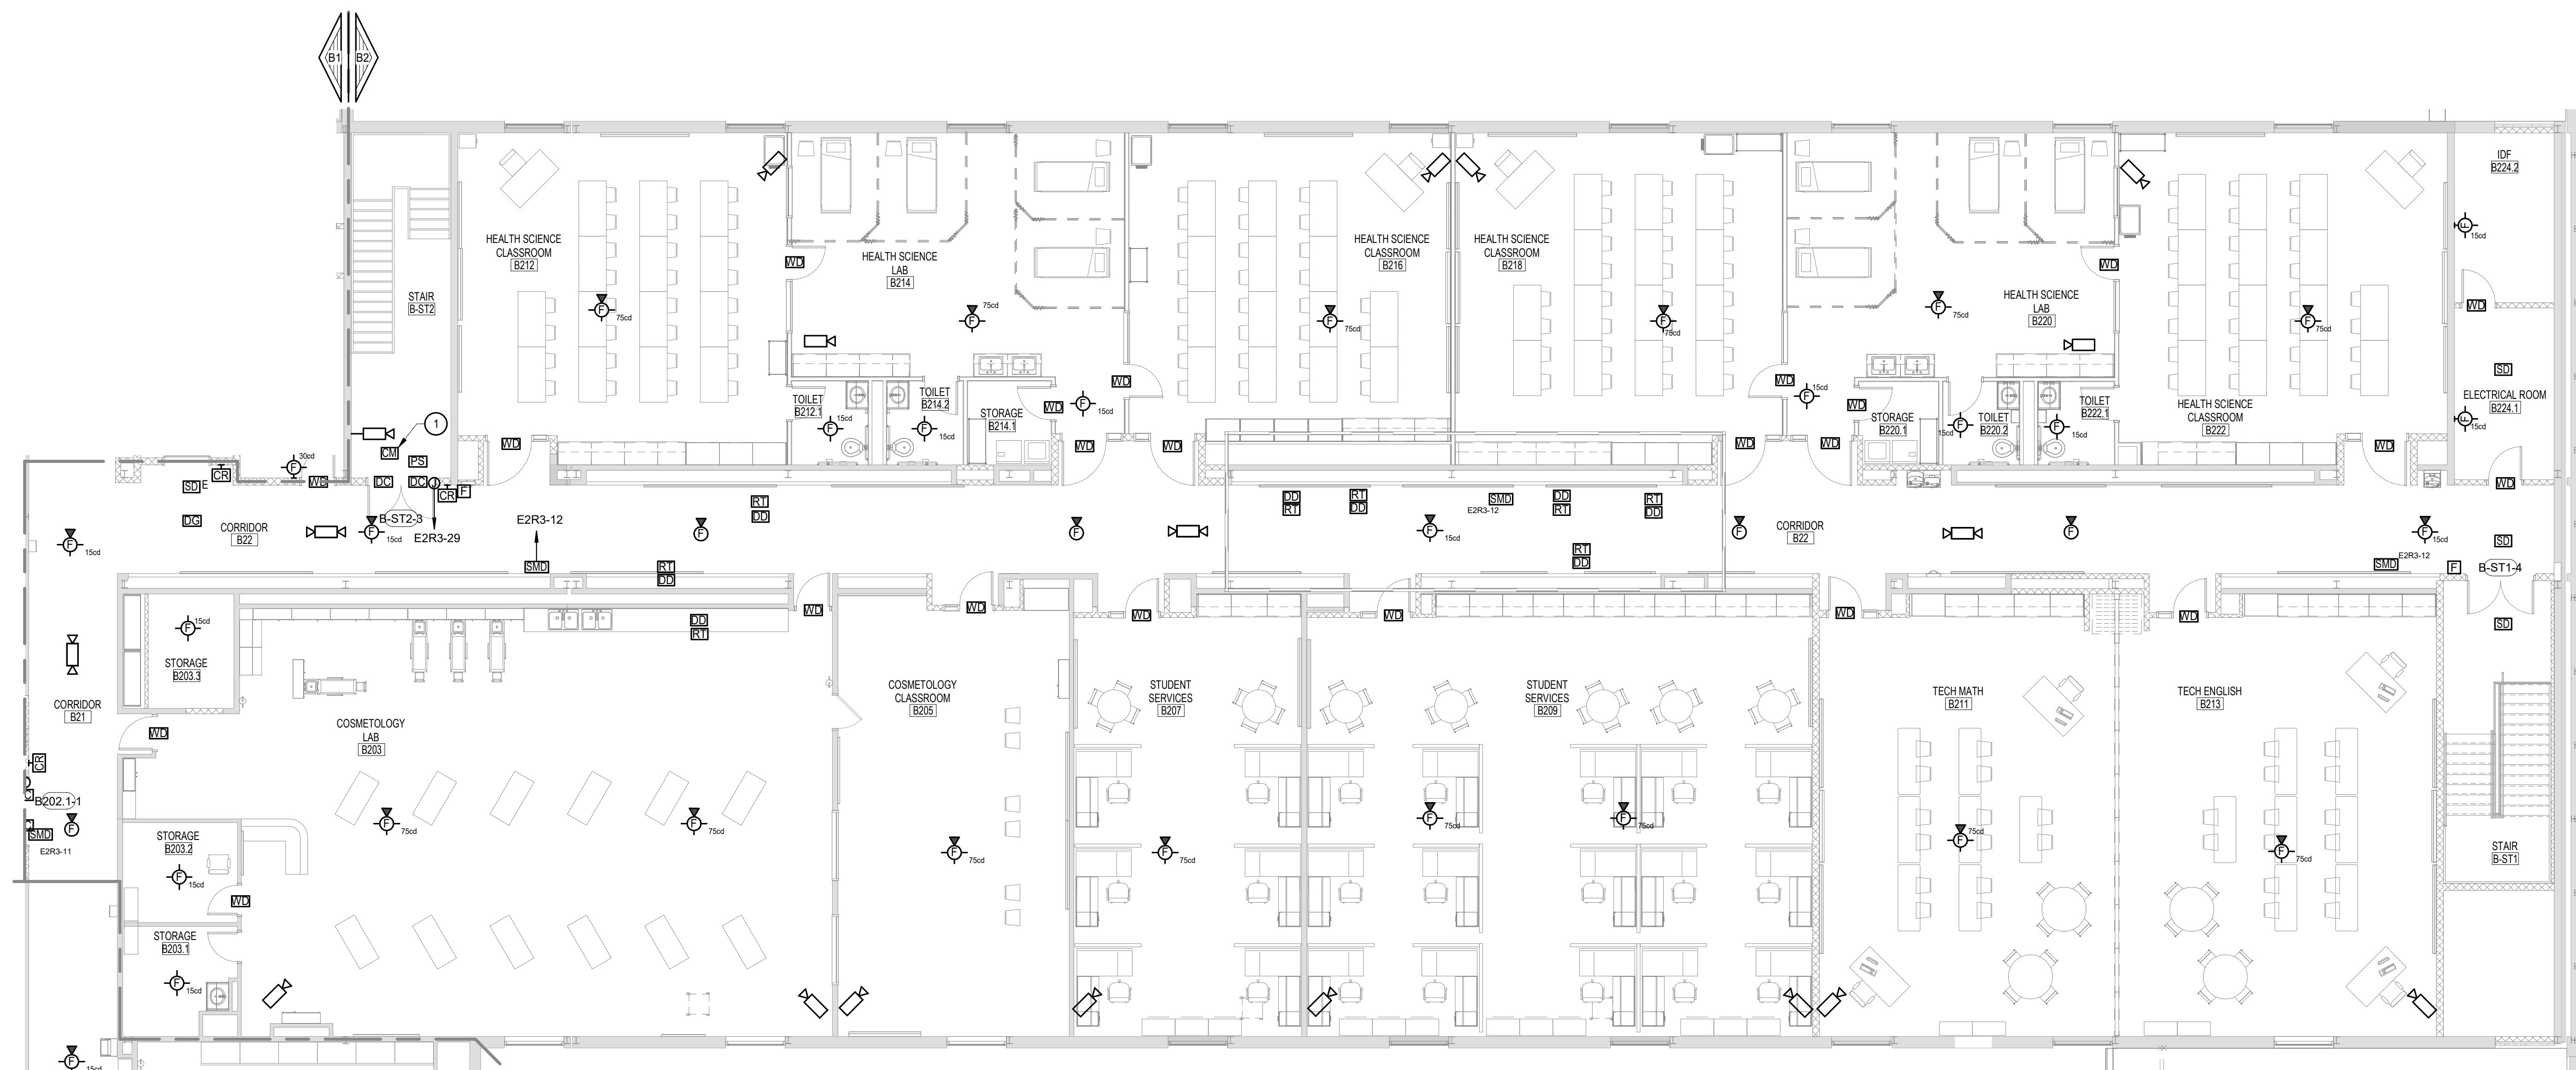 B1
B2
IDF
B224.2
F
15cd
HEALTH SCIENCE
CLASSROOM
B212
HEALTH SCIENCE
LAB
B214
HEALTH SCIENCE
CLASSROOM
B216
HEALTH SCIENCE
CLASSROOM
B218
HEALTH SCIENCE
LAB
B220
WD
WD
WD
STAIR
B-ST2
F
75cd
F
75cd
F
75cd
F
75cd
F
75cd
F
75cd
SD
WD
WD
TOILET
B212.1
TOILET
B214.2
STORAGE
B214.1
WD
F
15cd
F
15cd
WD
STORAGE
B220.1
TOILET
B220.2
TOILET
B222.1
HEALTH SCIENCE
CLASSROOM
B222
ELECTRICAL ROOM
B224.1
F
15cd
F
15cd
F
15cd
F
15cd
F
15cd
1
CM
WD
WD
WD
WD
WD
WD
PS
F
30cd
CR
SD
E
WD
DC
DC
CR
F
WD
DG
CORRIDOR
B22
B-ST2-3
F
15cd
E2R3-29
E2R3-12
RT
DD
F
F
DD
RT
RT
DD
SMD
E2R3-12
DD
RT
RT
DD
F
15cd
F
CORRIDOR
B22
F
F
15cd
SD
F
15cd
SMD
RT
DD
RT
DD
E2R3-12
SMD
F
B-ST1-4
WD
WD
WD
WD
WD
WD
SD
F
15cd
DD
RT
STORAGE
B203.3
CORRIDOR
B21
COSMETOLOGY
LAB
B203
COSMETOLOGY
CLASSROOM
B205
STUDENT
SERVICES
B207
STUDENT
SERVICES
B209
TECH MATH
B211
TECH ENGLISH
B213
WD
CR
B202.1-1
SMD
F
E2R3-11
F
75cd
F
75cd
F
75cd
F
75cd
F
75cd
F
75cd
F
75cd
F
75cd
STORAGE
B203.2
F
15cd
WD
STAIR
B-ST1
STORAGE
B203.1
F
15cd
F
15cd